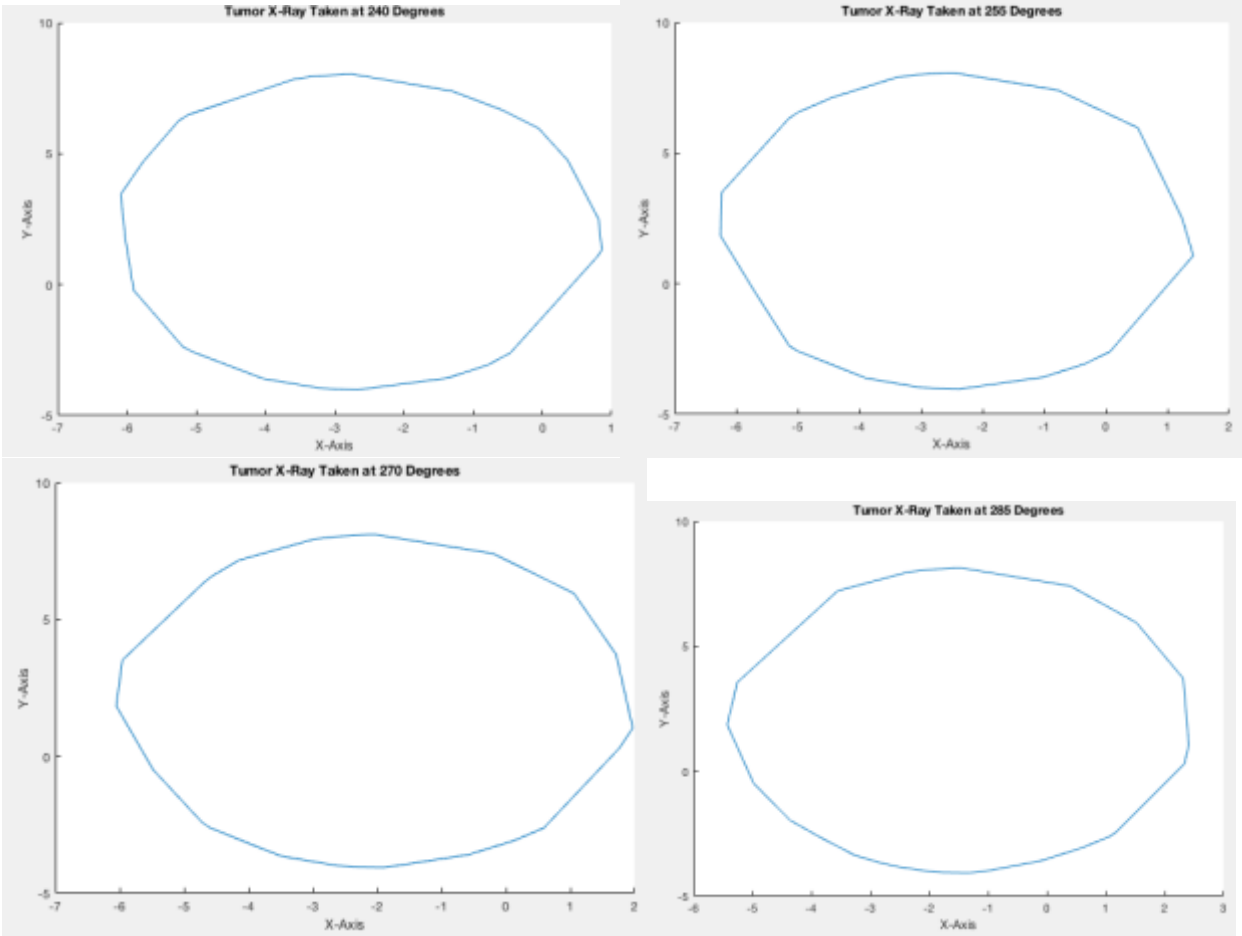 Tumor X-Ray Taken at 240 Degrees
10
5
0
-5
Y-Axis
-7 -6 -5 -4 -3 -2 -1 0 1
X-Axis
Tumor X-Ray Taken at 255 Degrees
10
5
0
-5
Y-Axis
-7 -6 -5 -4 -3 -2 -1 0 1 2
X-Axis
Tumor X-Ray Taken at 270 Degrees
10
5
0
-5
Y-Axis
-7 -6 -5 -4 -3 -2 -1 0 1 2
X-Axis
Tumor X-Ray Taken at 285 Degrees
10
5
0
-5
Y-Axis
-6 -5 -4 -3 -2 -1 0 1 2 3
X-Axis